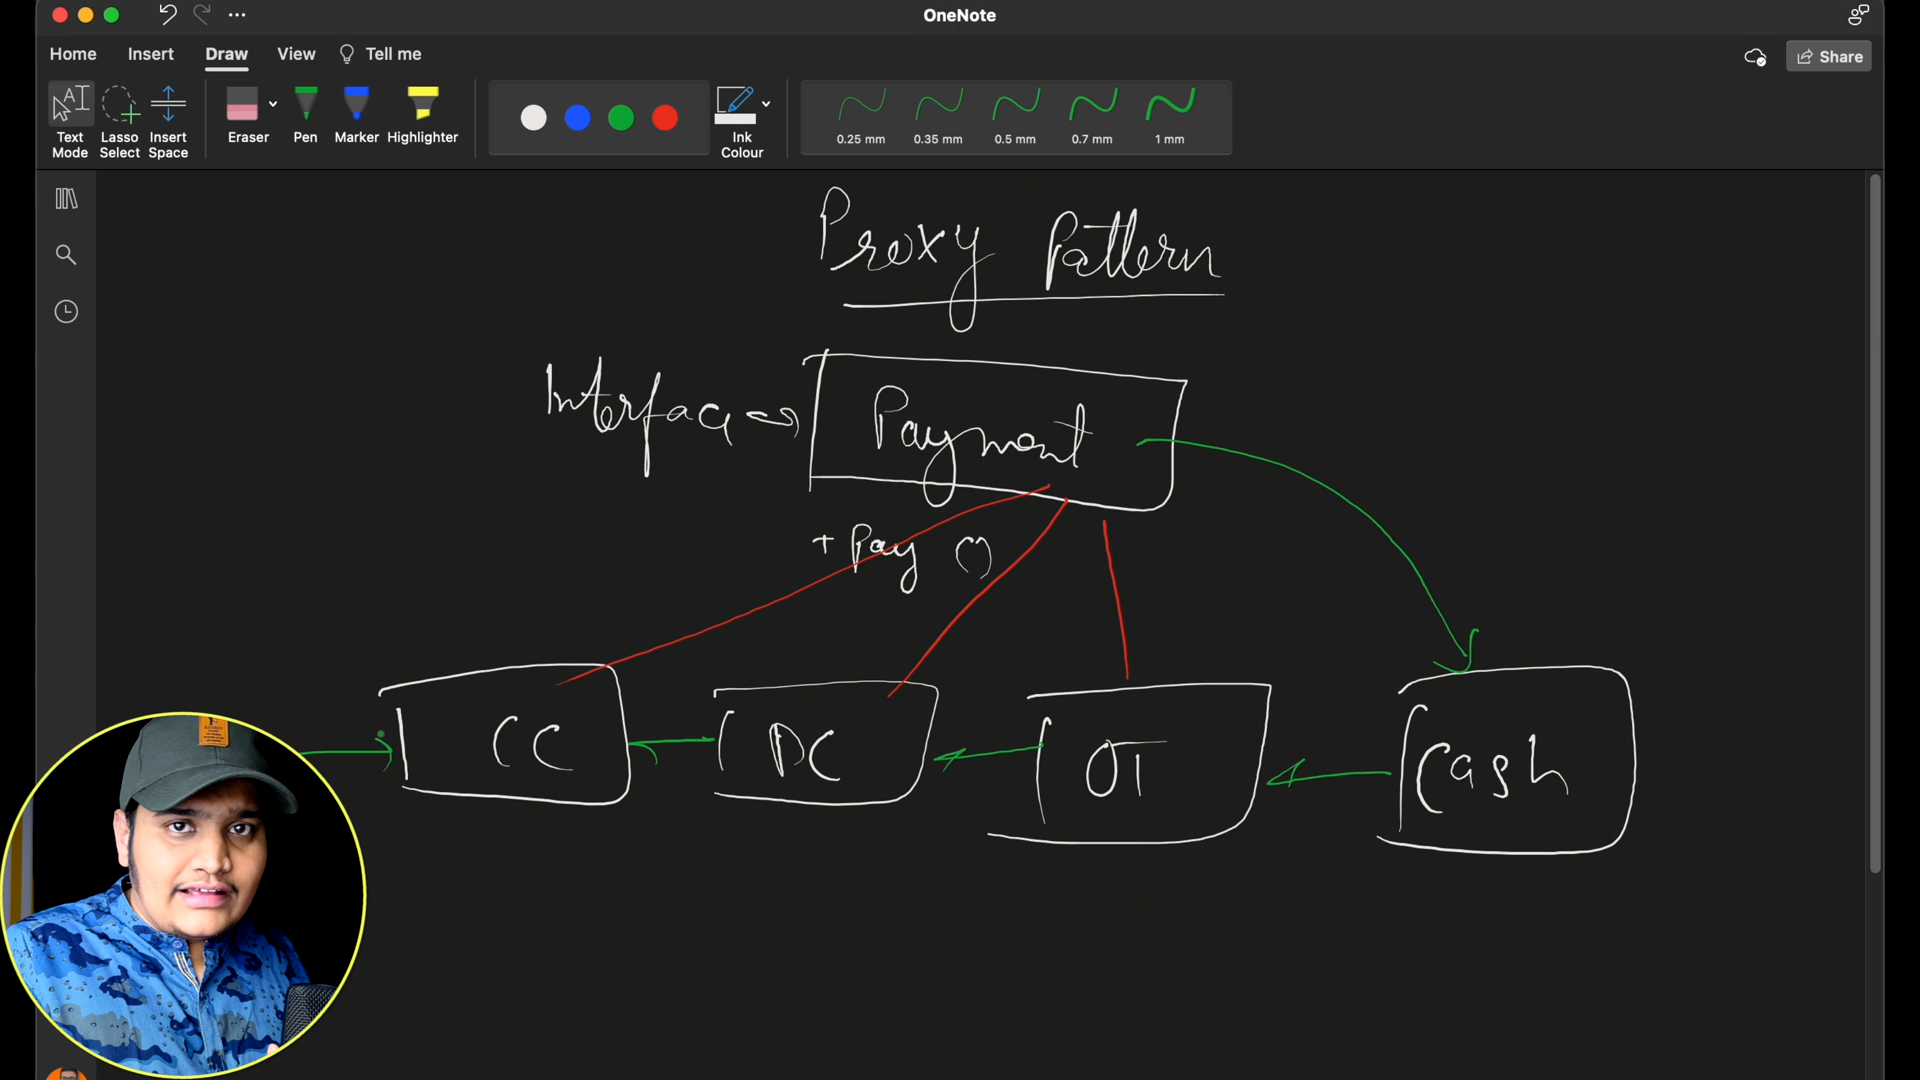 OneNote
Home Insert Draw View Tell me
Share
Text Mode
Lasso Select
Insert Space
Eraser
Pen
Marker
Highlighter
Ink Colour
0.25 mm
0.35 mm
0.5 mm
0.7 mm
1 mm
Proxy Pattern
Interface
Payment
+ Pay ()
CC
DC
OT
Cash